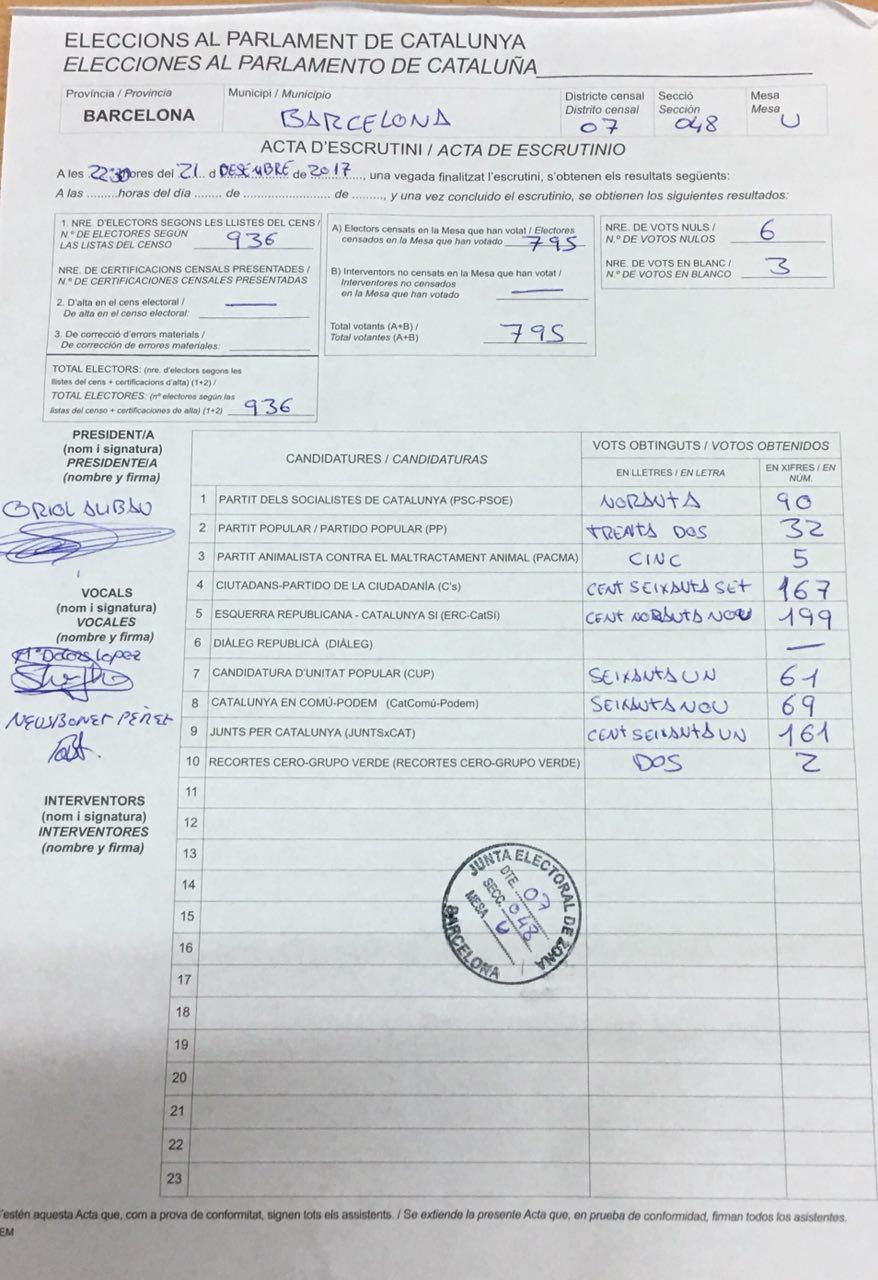 ELECCIONS AL PARLAMENT DE CATALUNYA
ELECCIONES AL PARLAMENTO DE CATALUÑA
Província / Provincia
BARCELONA
Municipi / Municipio
BARCELONA
Districte censal
Distrito censal
07
Secció
Sección
048
Mesa
Mesa
U
ACTA D'ESCRUTINI / ACTA DE ESCRUTINIO
A les 22:30 hores del 21 d DESEMBRE de 2017, una vegada finalitzat l'escrutini, s'obtenen els resultats següents:
A las ........horas del día ...... de ...................... de ........., y una vez concluido el escrutinio, se obtienen los siguientes resultados:
1. NRE. D'ELECTORS SEGONS LES LLISTES DEL CENS /
N.º DE ELECTORES SEGÚN
LAS LISTAS DEL CENSO 936
NRE. DE CERTIFICACIONS CENSALS PRESENTADES /
N.º DE CERTIFICACIONES CENSALES PRESENTADAS
2. D'alta en el cens electoral /
De alta en el censo electoral: —
3. De correcció d'errors materials /
De corrección de errores materiales:
TOTAL ELECTORS: (nre. d'electors segons les
llistes del cens + certificacions d'alta) (1+2) /
TOTAL ELECTORES: (nº electores según las
listas del censo + certificaciones de alta) (1+2) 936
A) Electors censats en la Mesa que han votat / Electores
censados en la Mesa que han votado 795
B) Interventors no censats en la Mesa que han votat /
Interventores no censados
en la Mesa que han votado —
Total votants (A+B) /
Total votantes (A+B) 795
NRE. DE VOTS NULS /
N.º DE VOTOS NULOS 6
NRE. DE VOTS EN BLANC /
N.º DE VOTOS EN BLANCO 3
PRESIDENT/A
(nom i signatura)
PRESIDENTE/A
(nombre y firma)
ORIOL
VOCALS
(nom i signatura)
VOCALES
(nombre y firma)
Mª Dolors Lopez
NEUS BONET PEÑET
INTERVENTORS
(nom i signatura)
INTERVENTORES
(nombre y firma)
CANDIDATURES / CANDIDATURAS
VOTS OBTINGUTS / VOTOS OBTENIDOS
EN LLETRES / EN LETRA
EN XIFRES / EN NÚM.
1 PARTIT DELS SOCIALISTES DE CATALUNYA (PSC-PSOE) NORANTA 90
2 PARTIT POPULAR / PARTIDO POPULAR (PP) TRENTA DOS 32
3 PARTIT ANIMALISTA CONTRA EL MALTRACTAMENT ANIMAL (PACMA) CINC 5
4 CIUTADANS-PARTIDO DE LA CIUDADANÍA (C's) CENT SEIXANTA SET 167
5 ESQUERRA REPUBLICANA - CATALUNYA SI (ERC-CatSí) CENT NORANTA NOU 199
6 DIÀLEG REPUBLICÀ (DIÀLEG) —
7 CANDIDATURA D'UNITAT POPULAR (CUP) SEIXANTA UN 61
8 CATALUNYA EN COMÚ-PODEM (CatComú-Podem) SEIXANTA NOU 69
9 JUNTS PER CATALUNYA (JUNTSxCAT) CENT SEIXANTA UN 161
10 RECORTES CERO-GRUPO VERDE (RECORTES CERO-GRUPO VERDE) DOS 2
11
12
13
14
15
16
17
18
19
20
21
22
23
JUNTA ELECTORAL DE ZONA
DTE. 07
SECC. 048
MESA U
BARCELONA
'estén aquesta Acta que, com a prova de conformitat, signen tots els assistents. / Se extiende la presente Acta que, en prueba de conformidad, firman todos los asistentes.
EM